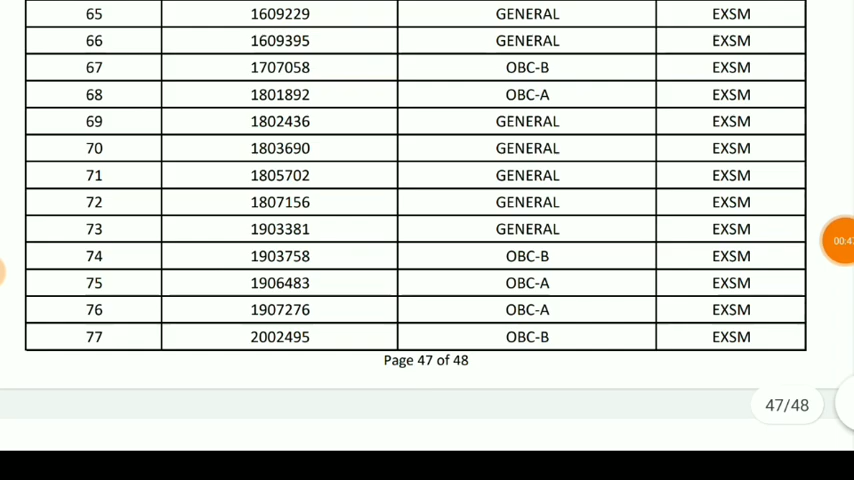 65 1609229 GENERAL EXSM
66 1609395 GENERAL EXSM
67 1707058 OBC-B EXSM
68 1801892 OBC-A EXSM
69 1802436 GENERAL EXSM
70 1803690 GENERAL EXSM
71 1805702 GENERAL EXSM
72 1807156 GENERAL EXSM
73 1903381 GENERAL EXSM
74 1903758 OBC-B EXSM
75 1906483 OBC-A EXSM
76 1907276 OBC-A EXSM
77 2002495 OBC-B EXSM
Page 47 of 48
47/48